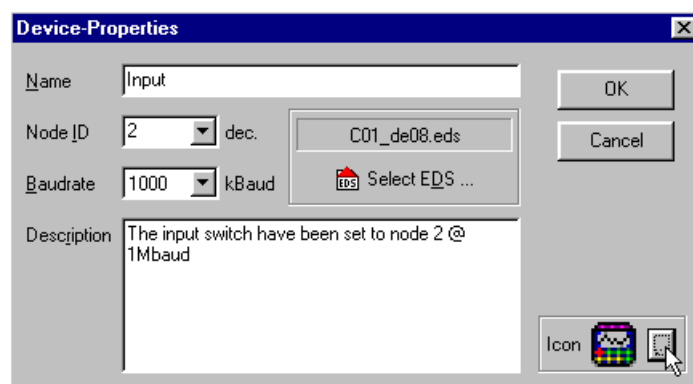 Device-Properties
Name
Input
OK
Node ID
2
dec.
C01_de08.eds
Cancel
Baudrate
1000
kBaud
EDS
Select EDS ...
Description
The input switch have been set to node 2 @
1Mbaud
Icon